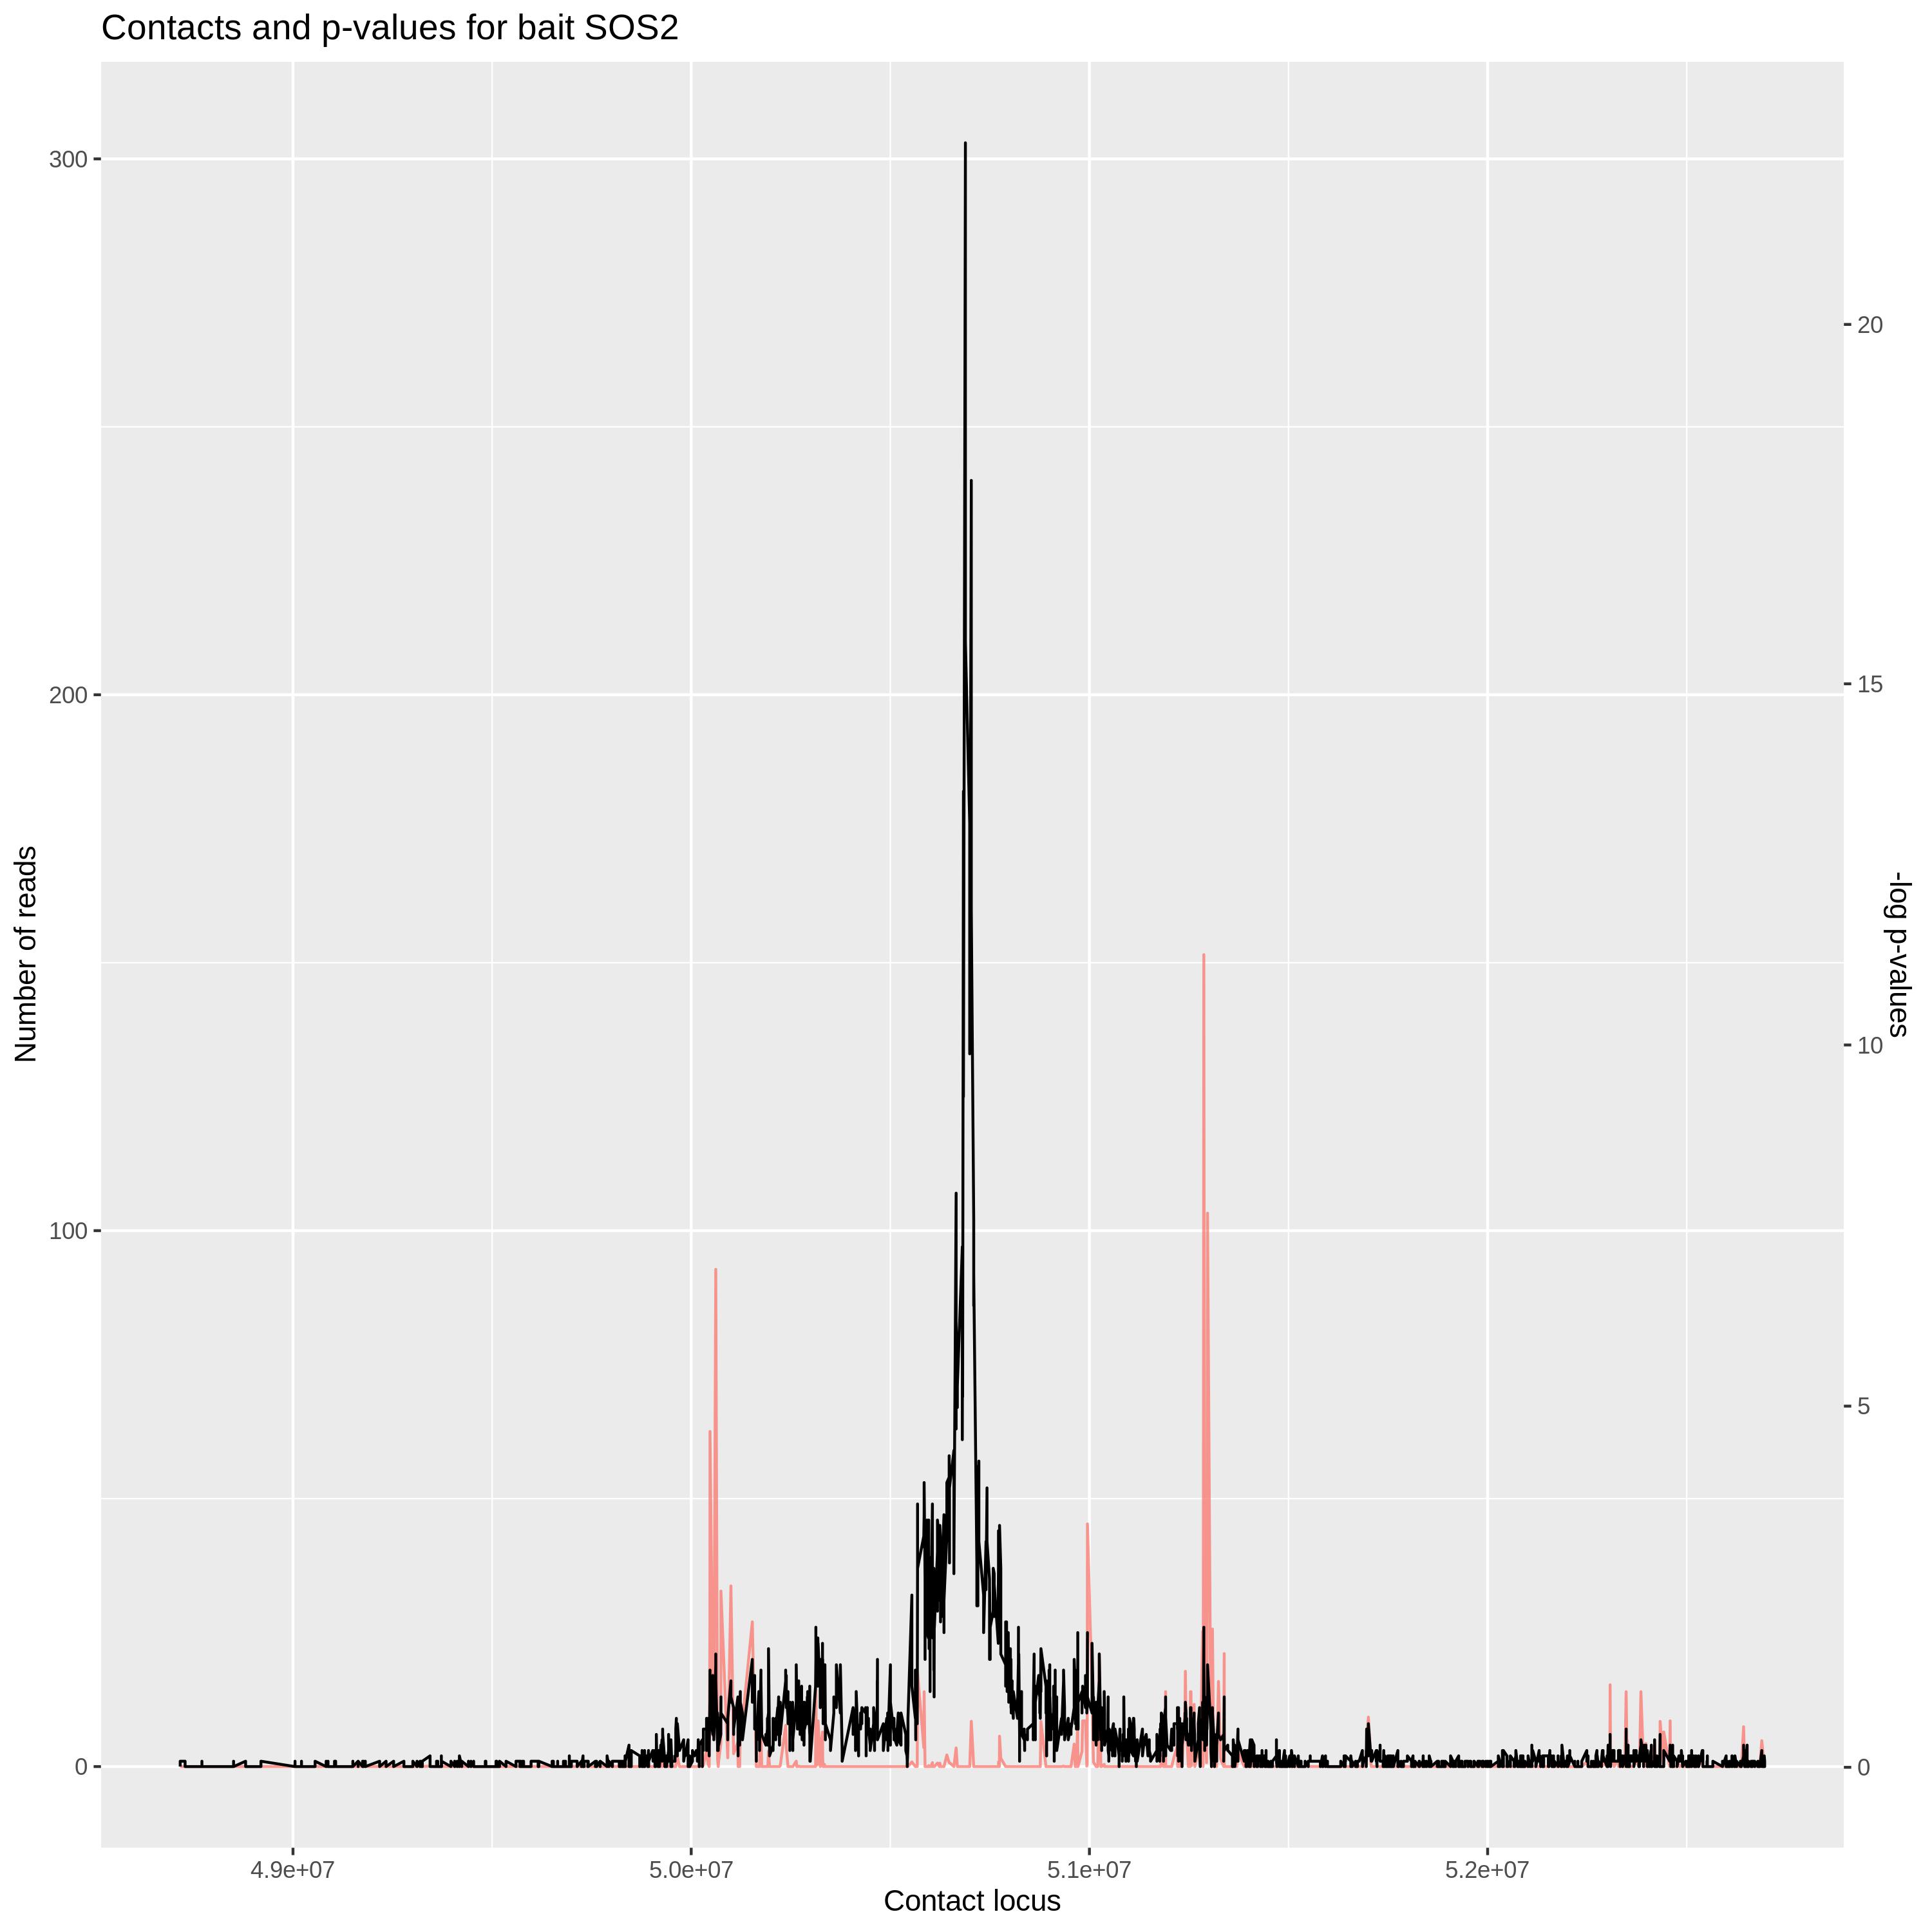 Contacts and p-values for bait SOS2
300
200
100
0
Number of reads
20
15
10
5
0
-log p-values
4.9e+07
5.0e+07
5.1e+07
5.2e+07
Contact locus